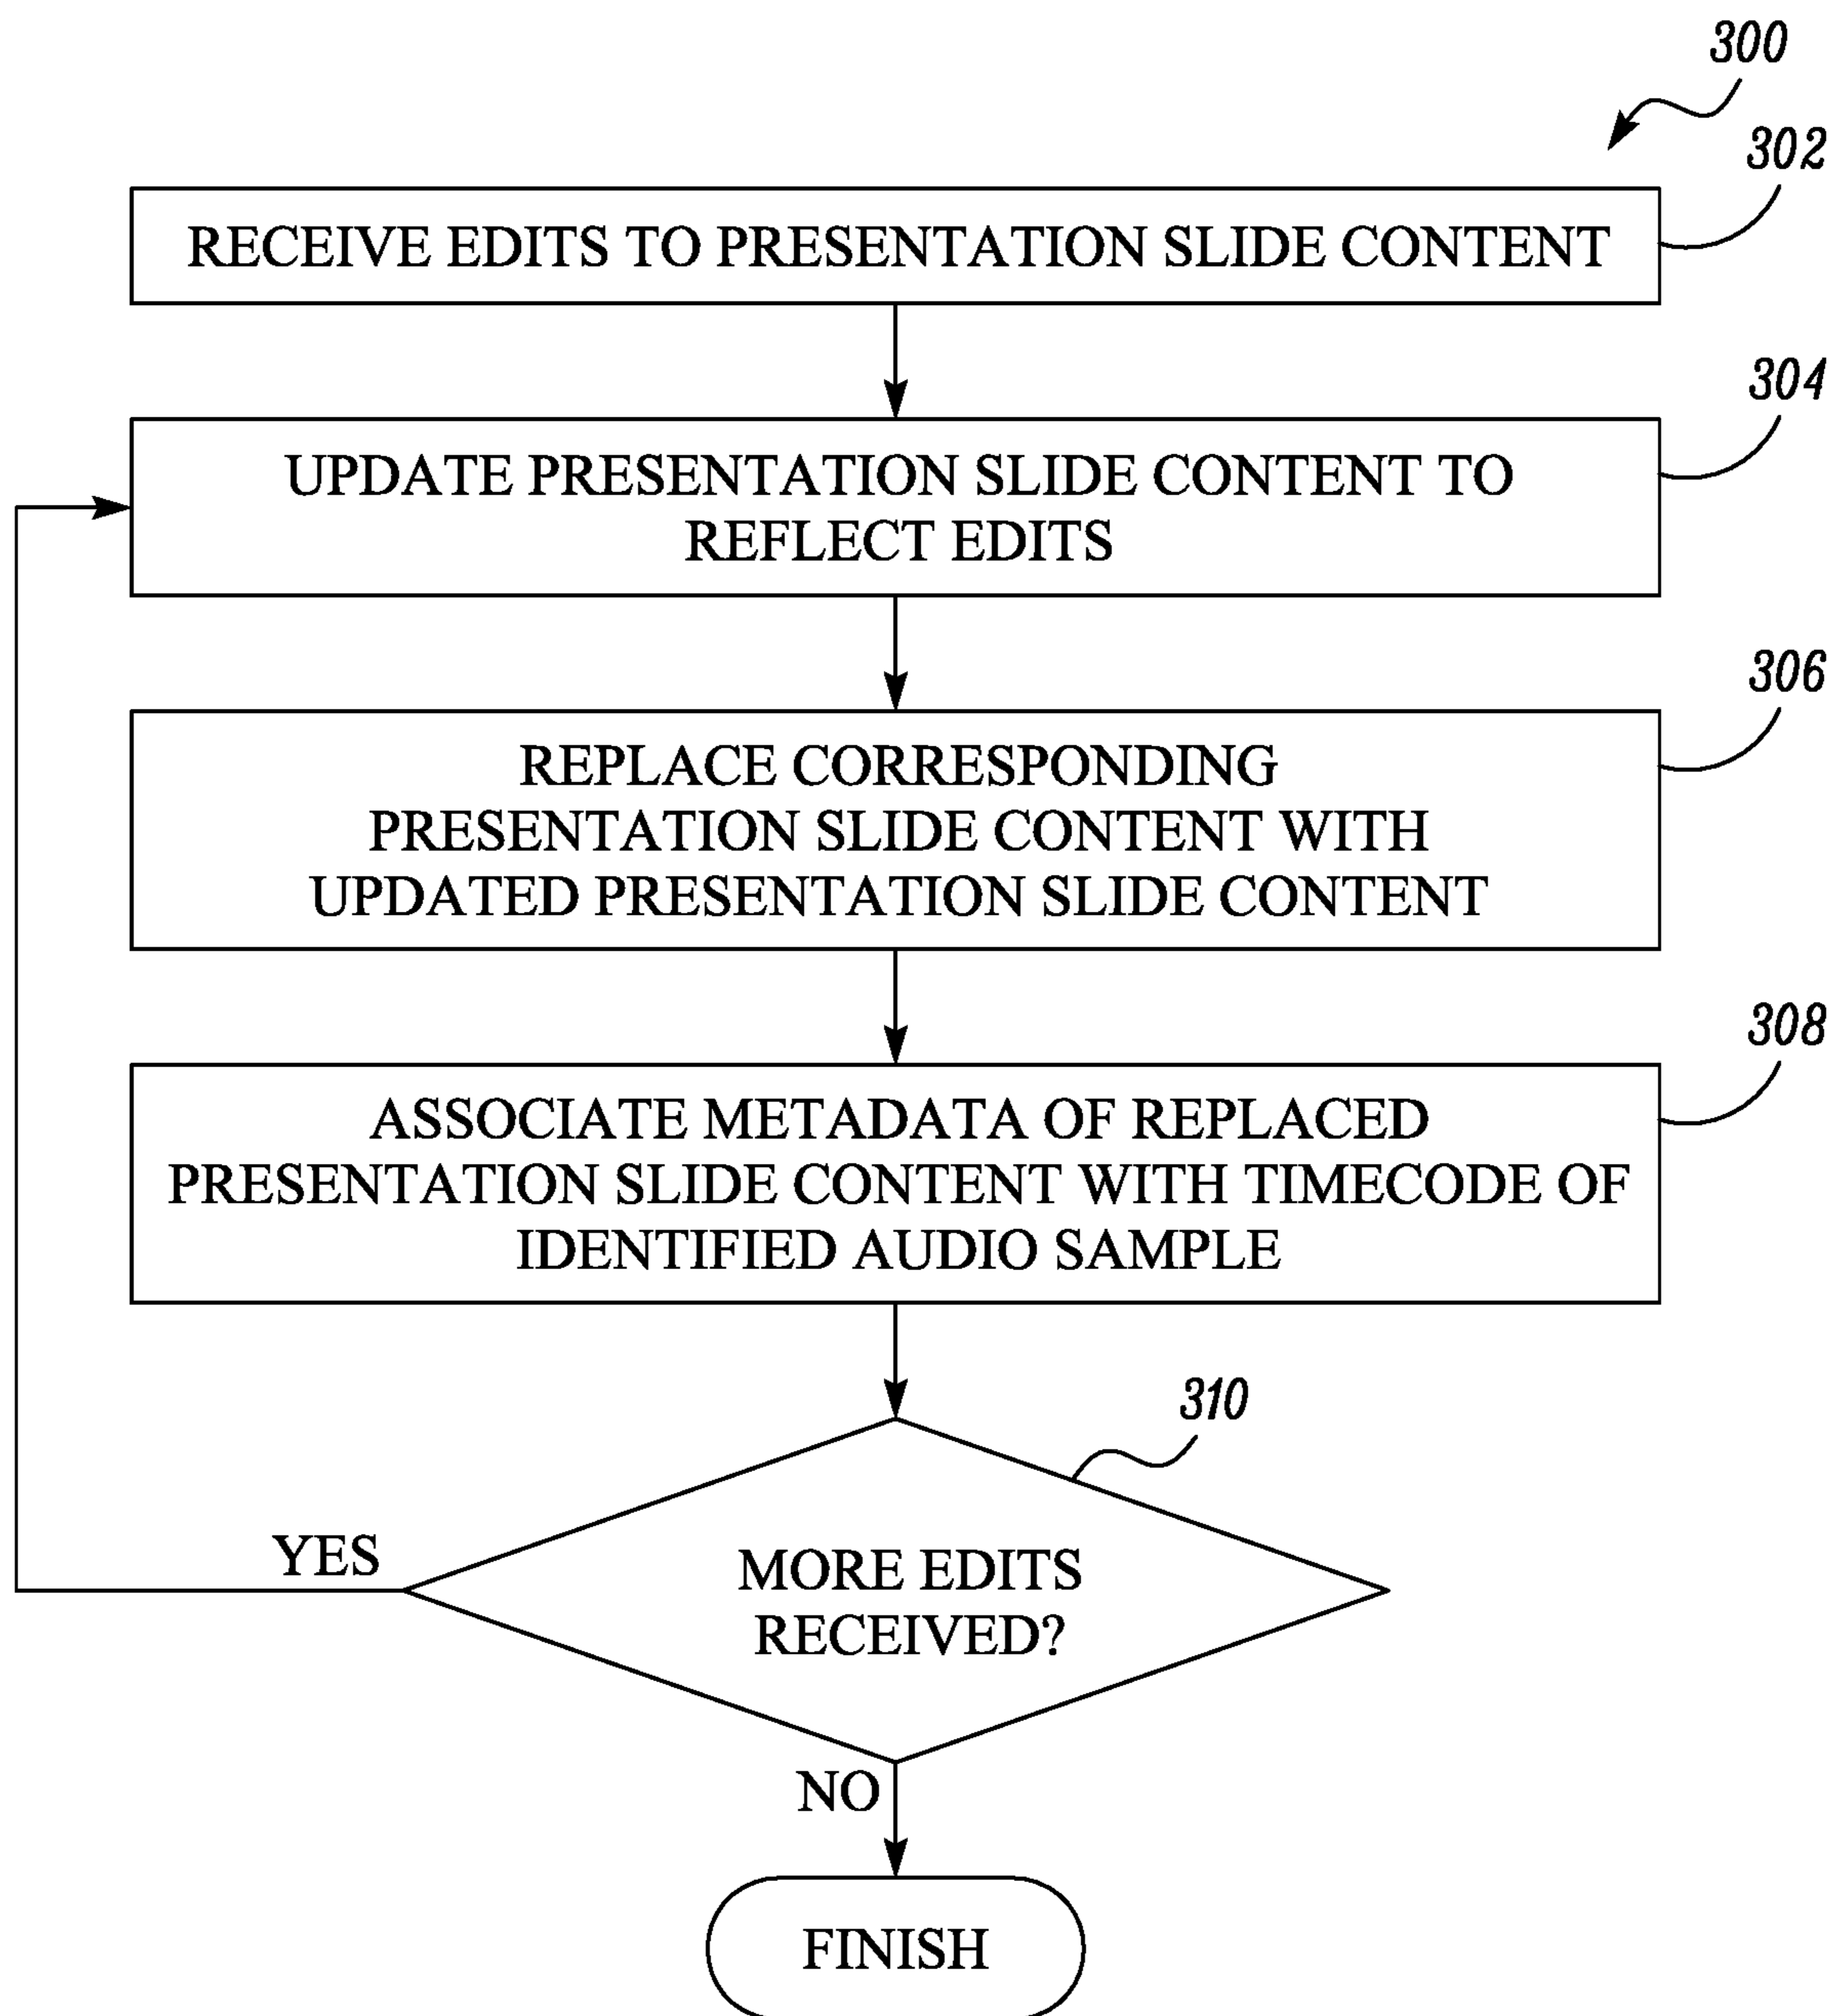 300
302
RECEIVE EDITS TO PRESENTATION SLIDE CONTENT
304
UPDATE PRESENTATION SLIDE CONTENT TO
REFLECT EDITS
306
REPLACE CORRESPONDING
PRESENTATION SLIDE CONTENT WITH
UPDATED PRESENTATION SLIDE CONTENT
308
ASSOCIATE METADATA OF REPLACED
PRESENTATION SLIDE CONTENT WITH TIMECODE OF
IDENTIFIED AUDIO SAMPLE
310
YES
MORE EDITS
RECEIVED?
NO
FINISH